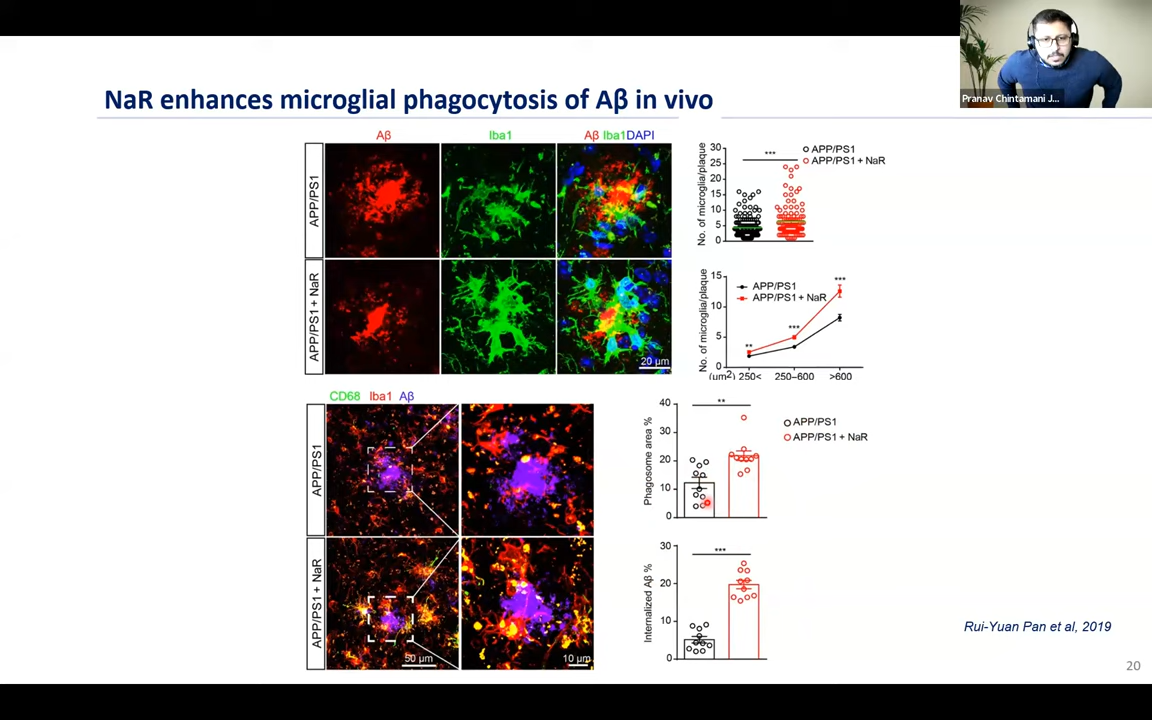 Pranav Chintamani J...
NaR enhances microglial phagocytosis of Aβ in vivo
Aβ
Iba1
Aβ Iba1DAPI
APP/PS1
APP/PS1 + NaR
20 μm
No. of microglia/plaque
30
25
20
15
10
5
0
***
APP/PS1
APP/PS1 + NaR
No. of microglia/plaque
15
10
5
0
APP/PS1
APP/PS1 + NaR
**
***
***
(μm²) 250< 250–600 >600
CD68 Iba1 Aβ
APP/PS1
APP/PS1 + NaR
50 μm
10 μm
Phagosome area %
40
30
20
10
0
**
APP/PS1
APP/PS1 + NaR
Internalized Aβ %
30
20
10
0
***
Rui-Yuan Pan et al, 2019
20